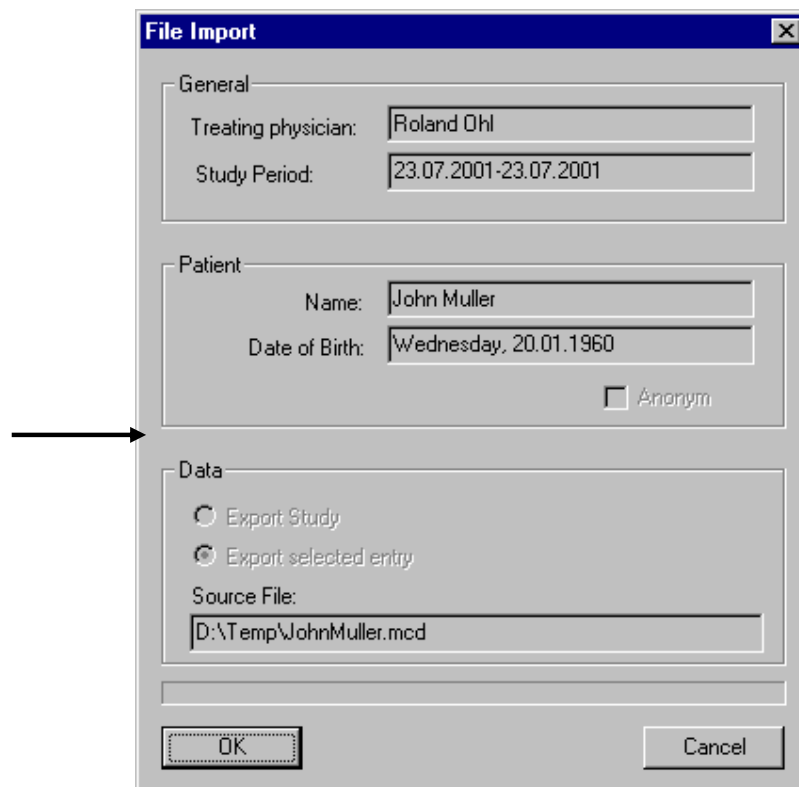 File Import
General
Treating physician: Roland Ohl
Study Period: 23.07.2001-23.07.2001
Patient
Name: John Muller
Date of Birth: Wednesday, 20.01.1960
Anonym
Data
Export Study
Export selected entry
Source File:
D:\Temp\JohnMuller.mcd
OK Cancel